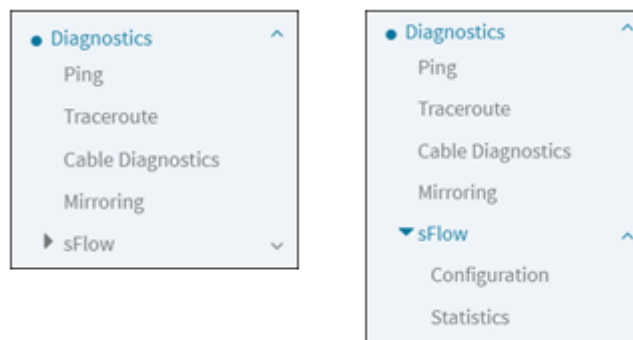 Diagnostics
Ping
Traceroute
Cable Diagnostics
Mirroring
sFlow
Diagnostics
Ping
Traceroute
Cable Diagnostics
Mirroring
sFlow
Configuration
Statistics